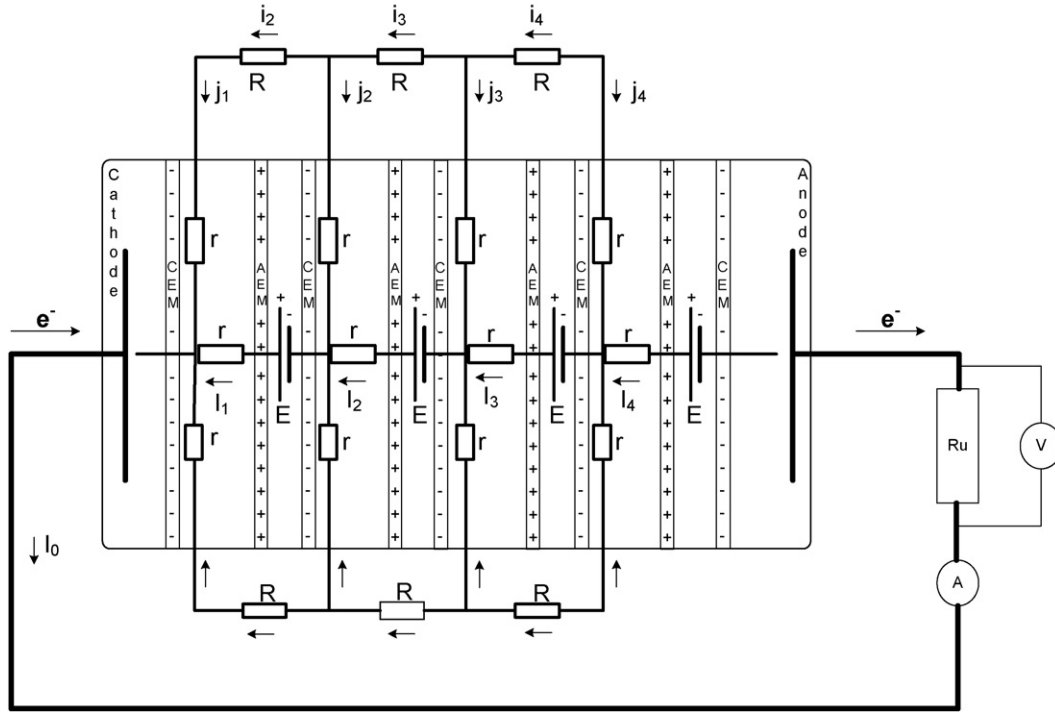 i₂
i₃
i₄
R
R
R
j₁
j₂
j₃
j₄
Cathode
Anode
- CEM -
+ AEM +
- CEM -
+ AEM +
- CEM -
+ AEM +
- CEM -
+ AEM +
- CEM -
r
r
r
r
+ -
+ -
+ -
+ -
e⁻
e⁻
r
r
r
r
I₁
I₂
I₃
I₄
E
E
E
E
r
r
r
r
Ru
V
I₀
A
R
R
R